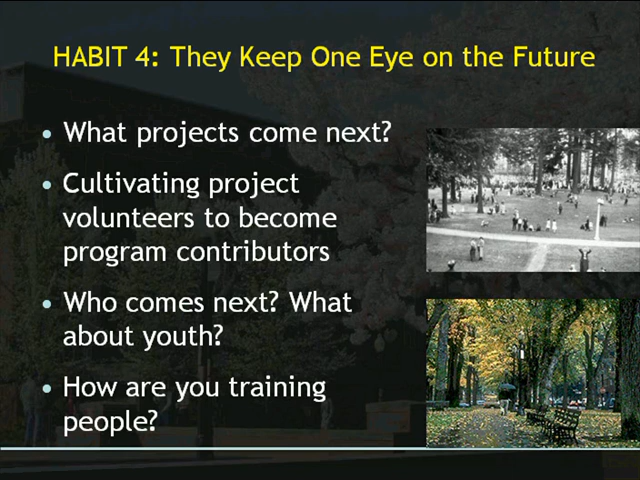 HABIT 4: They Keep One Eye on the Future
• What projects come next?
• Cultivating project
volunteers to become
program contributors
• Who comes next? What
about youth?
• How are you training
people?